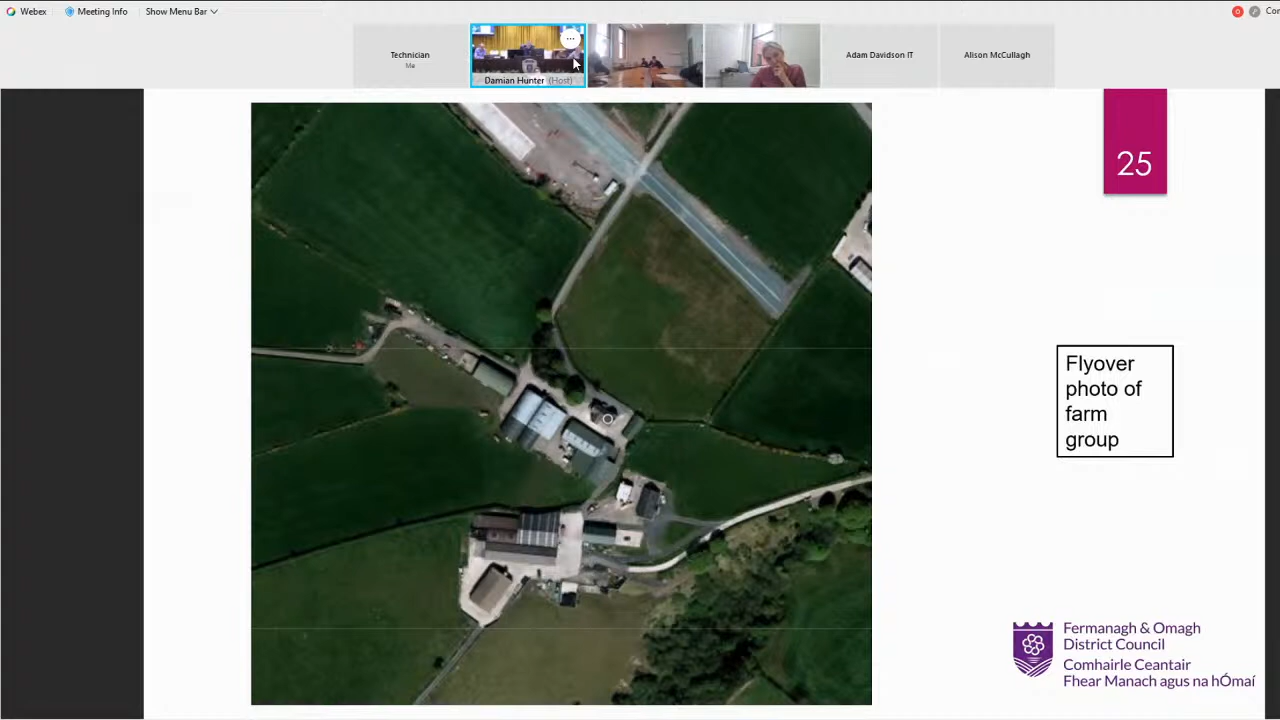 Webex
Meeting Info
Show Menu Bar
Technician
Me
Damian Hunter (Host)
Adam Davidson IT
Alison McCullagh
25
Flyover
photo of
farm
group
Fermanagh & Omagh
District Council
Comhairle Ceantair
Fhear Manach agus na hÓmaí